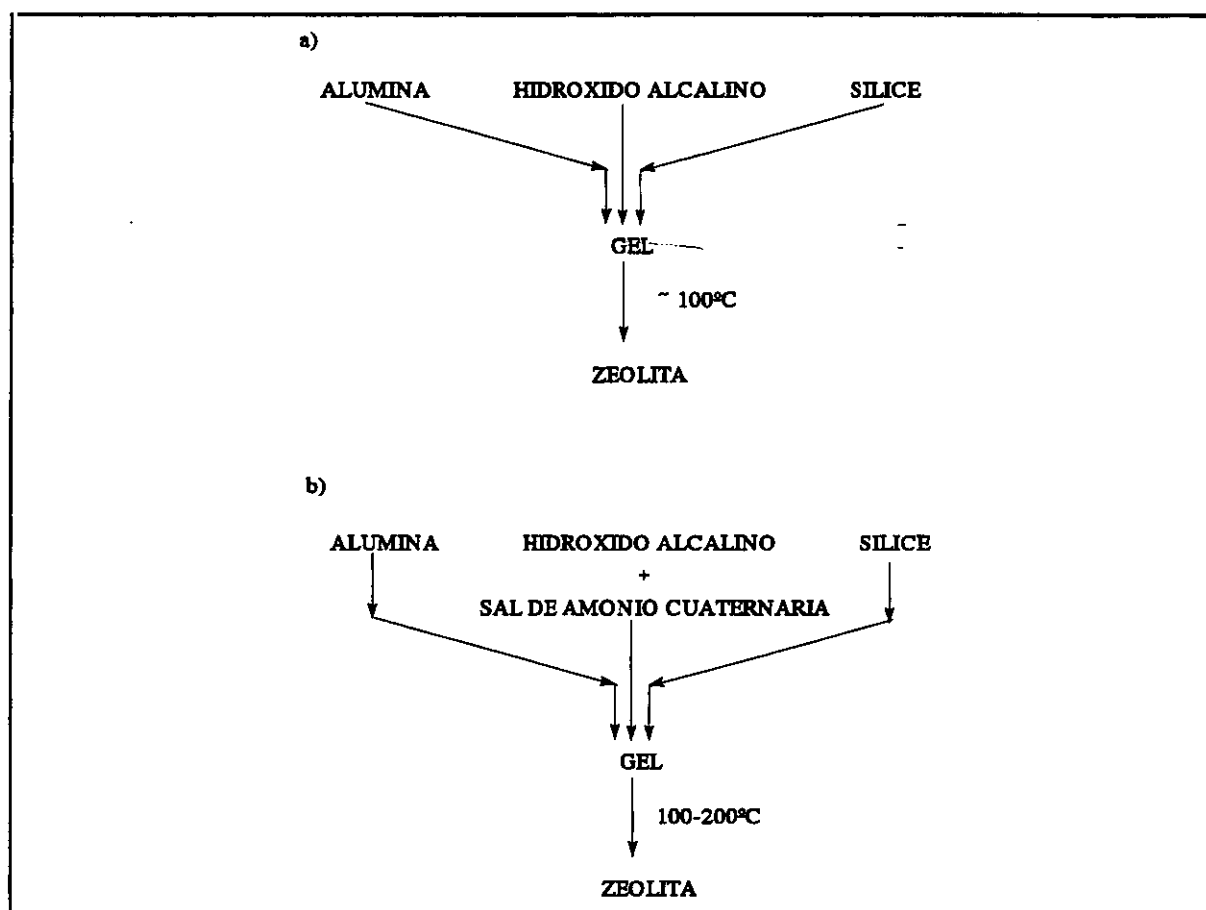 a)
ALUMINA HIDROXIDO ALCALINO SILICE
GEL
~ 100ºC
ZEOLITA
b)
ALUMINA HIDROXIDO ALCALINO SILICE
+
SAL DE AMONIO CUATERNARIA
GEL
100-200ºC
ZEOLITA